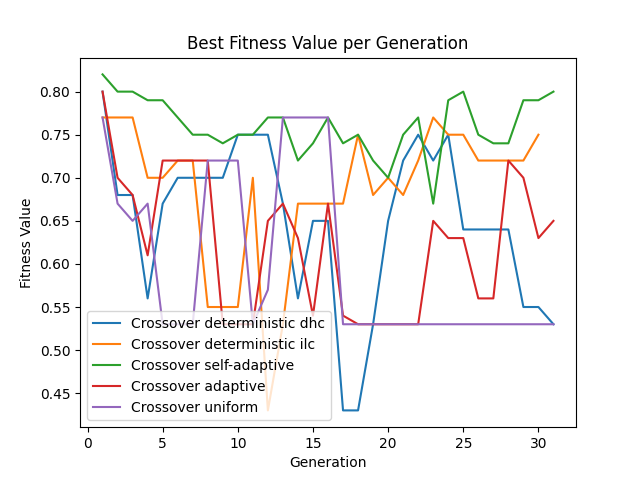 Best Fitness Value per Generation
Fitness Value
0.80
0.75
0.70
0.65
0.60
0.55
0.50
0.45
Crossover deterministic dhc
Crossover deterministic ilc
Crossover self-adaptive
Crossover adaptive
Crossover uniform
0 5 10 15 20 25 30
Generation